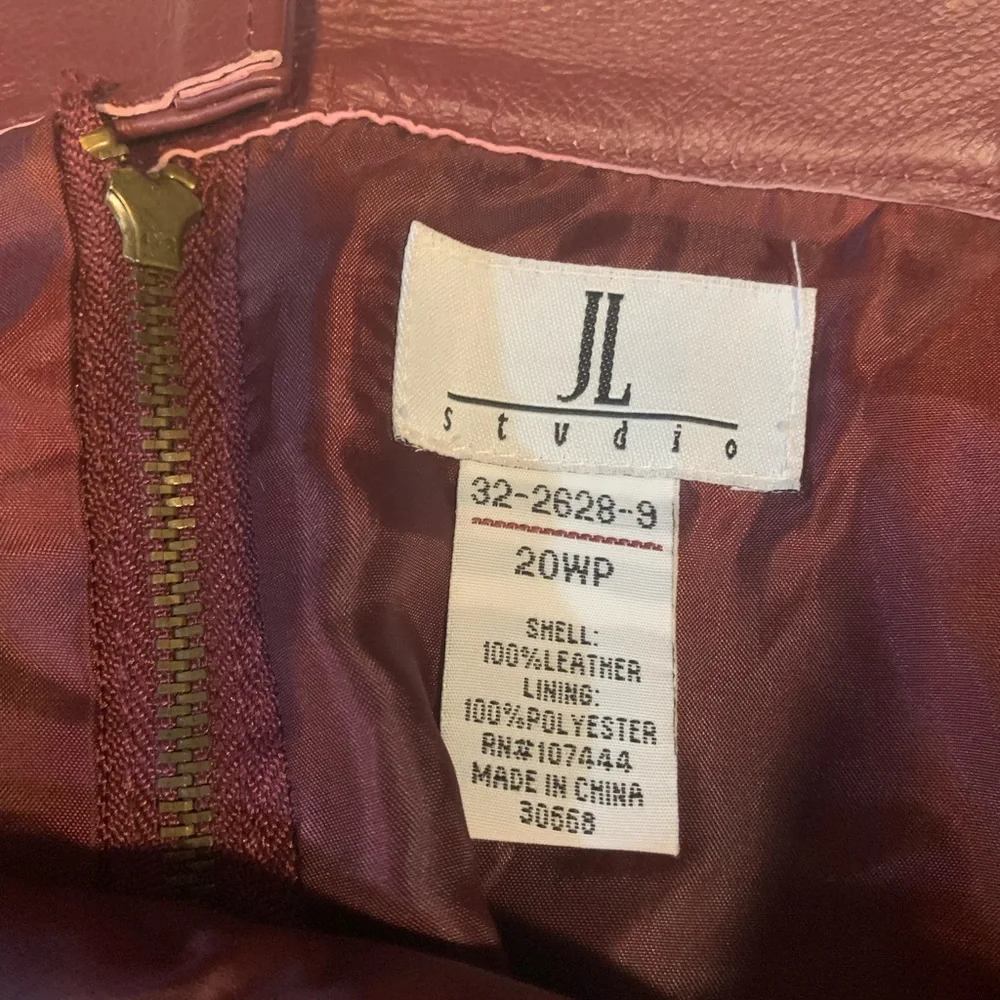 JL
studio
32-2628-9
20WP
SHELL:
100%LEATHER
LINING:
100%POLYESTER
RN#107444
MADE IN CHINA
30668